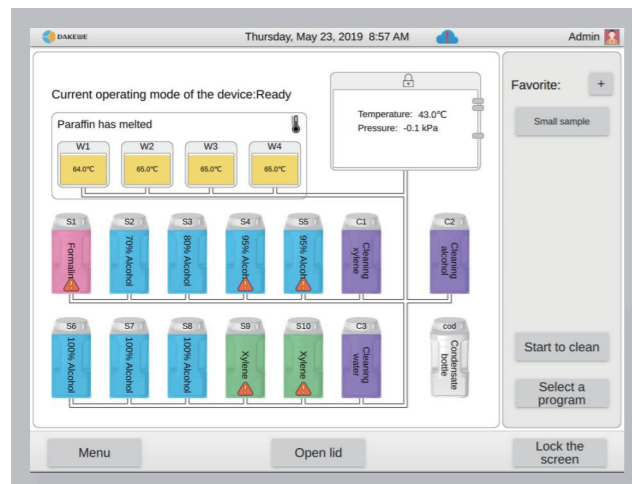 DAKEWE
Thursday, May 23, 2019 8:57 AM
Admin
Current operating mode of the device:Ready
Paraffin has melted
W1
W2
W3
W4
64.0℃
65.0℃
65.0℃
65.0℃
Temperature: 43.0℃
Pressure: -0.1 kPa
Favorite:
+
Small sample
S1
S2
S3
S4
S5
C1
C2
Formalin
70% Alcohol
80% Alcohol
95% Alcohol
95% Alcohol
Cleaning
xylene
Cleaning
alcohol
S6
S7
S8
S9
S10
C3
cod
100% Alcohol
100% Alcohol
100% Alcohol
Xylene
Xylene
Cleaning
water
Condensate
bottle
Start to clean
Select a
program
Menu
Open lid
Lock the
screen